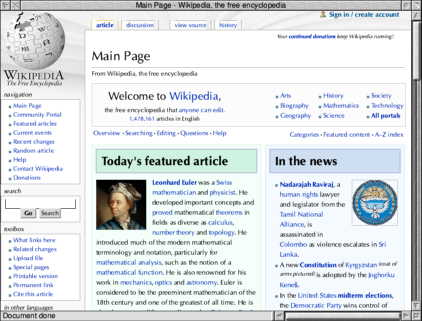 Main Page - Wikipedia, the free encyclopedia
Sign in / create account
article discussion view source history
Your continued donations keep Wikipedia running!
WIKIPEDIA
The Free Encyclopedia
navigation
Main Page
Community Portal
Featured articles
Current events
Recent changes
Random article
Help
Contact Wikipedia
Donations
search
Go Search
toolbox
What links here
Related changes
Upload file
Special pages
Printable version
Permanent link
Cite this article
in other languages
Main Page
From Wikipedia, the free encyclopedia
Welcome to Wikipedia,
the free encyclopedia that anyone can edit.
1,478,161 articles in English
Arts
Biography
Geography
History
Mathematics
Science
Society
Technology
All portals
Overview · Searching · Editing · Questions · Help
Categories · Featured content · A–Z index
Today's featured article
Leonhard Euler was a Swiss
mathematician and physicist. He
developed important concepts and
proved mathematical theorems in
fields as diverse as calculus,
number theory and topology. He
introduced much of the modern mathematical
terminology and notation, particularly for
mathematical analysis, such as the notion of a
mathematical function. He is also renowned for his
work in mechanics, optics and astronomy. Euler is
considered to be the preeminent mathematician of the
18th century and one of the greatest of all time. He is
In the news
Nadarajah Raviraj, a
human rights lawyer
and legislator from the
Tamil National
Alliance, is
assassinated in
Colombo as violence escalates in Sri
Lanka.
A new Constitution of Kyrgyzstan (coat of
arms pictured) is adopted by the Jogorku
Keneš.
In the United States midterm elections,
the Democratic Party wins control of
Document done